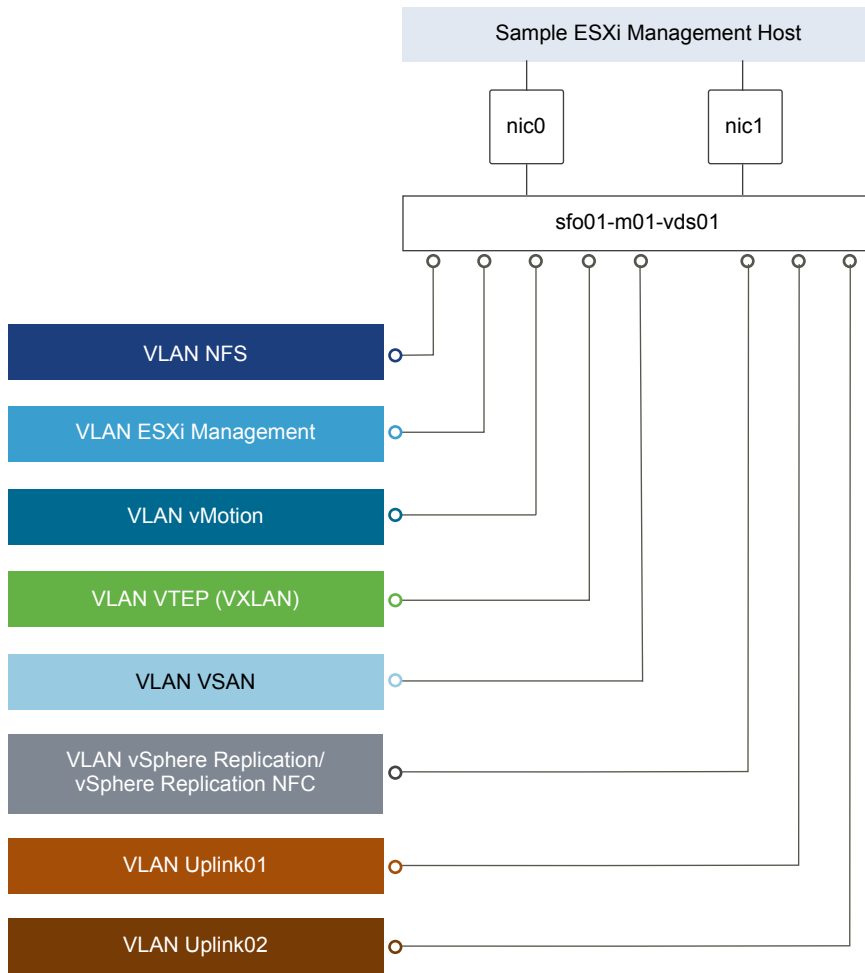 Sample ESXi Management Host
nic0
nic1
sfo01-m01-vds01
VLAN NFS
VLAN ESXi Management
VLAN vMotion
VLAN VTEP (VXLAN)
VLAN VSAN
VLAN vSphere Replication/
vSphere Replication NFC
VLAN Uplink01
VLAN Uplink02